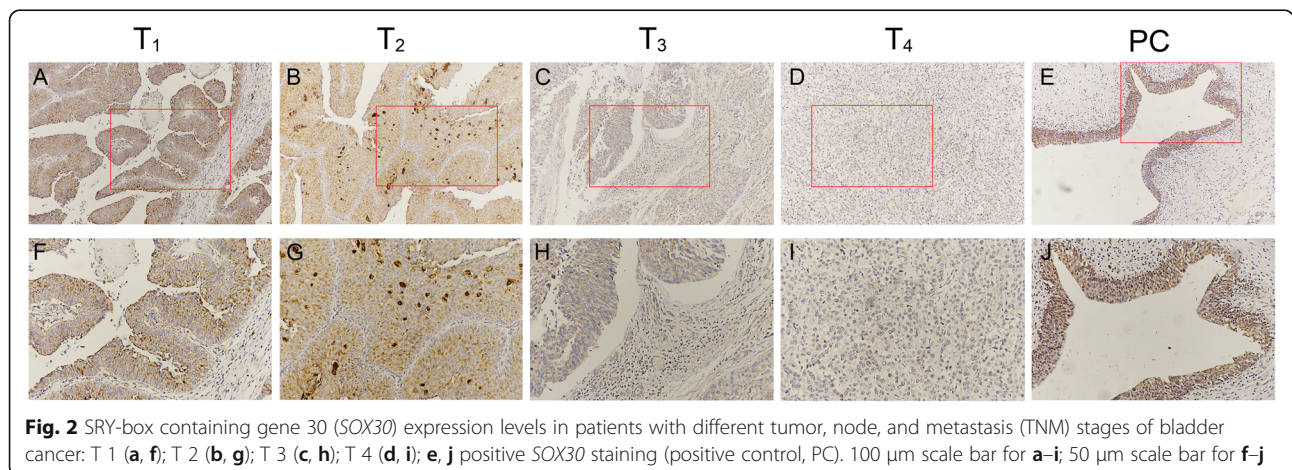 T₁ T₂ T₃ T₄ PC
A B C D E
F G H I J
Fig. 2 SRY-box containing gene 30 (SOX30) expression levels in patients with different tumor, node, and metastasis (TNM) stages of bladder
cancer: T 1 (a, f); T 2 (b, g); T 3 (c, h); T 4 (d, i); e, j positive SOX30 staining (positive control, PC). 100 μm scale bar for a–i; 50 μm scale bar for f–j